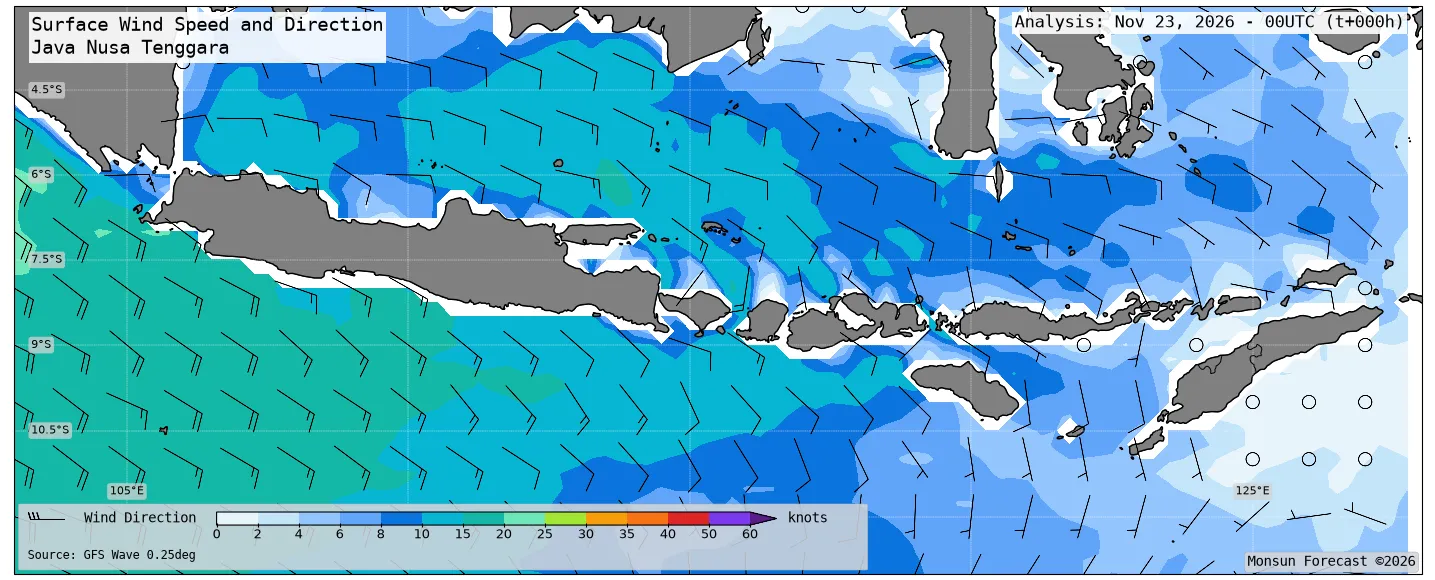 Surface Wind Speed and Direction
Java Nusa Tenggara
Analysis: Nov 23, 2026 - 00UTC (t+000h)
4.5°S
6°S
7.5°S
9°S
10.5°S
105°E
125°E
Wind Direction
0 2 4 6 8 10 15 20 25 30 35 40 50 60
knots
Source: GFS Wave 0.25deg
Monsun Forecast ©2026